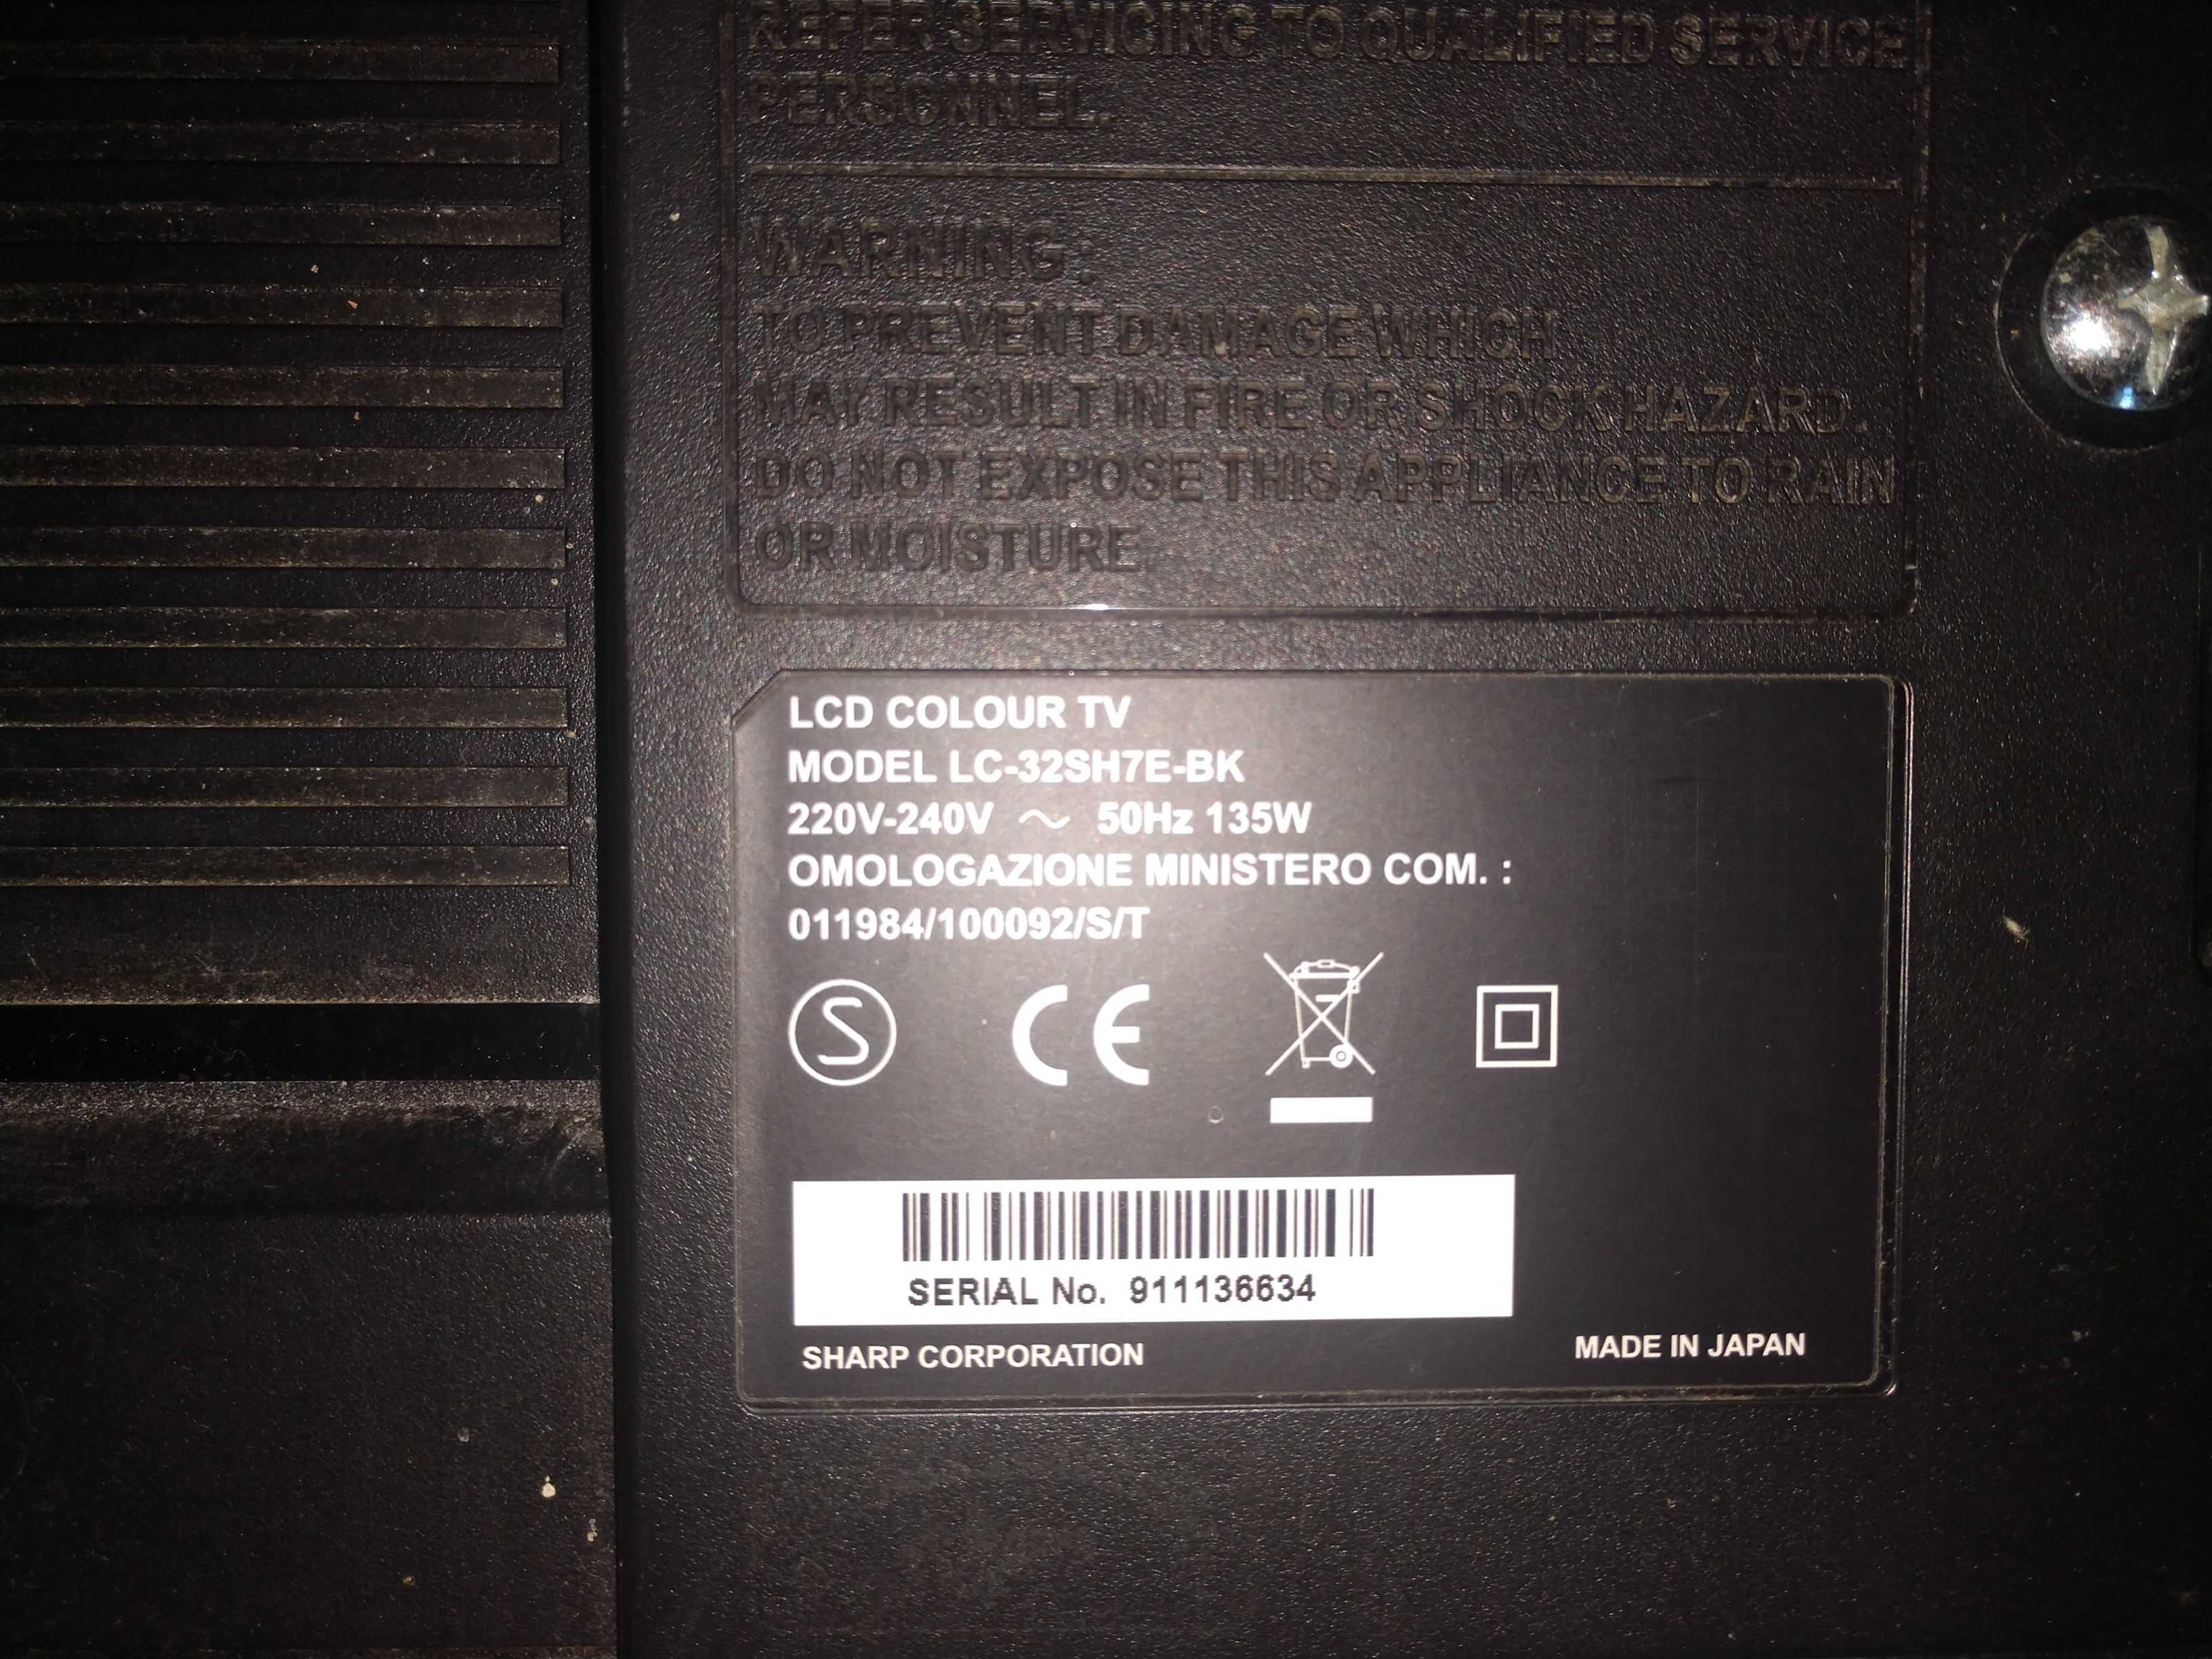 REFER SERVICING TO QUALIFIED SERVICE
PERSONNEL.
WARNING:
TO PREVENT DAMAGE WHICH
MAY RESULT IN FIRE OR SHOCK HAZARD.
DO NOT EXPOSE THIS APPLIANCE TO RAIN
OR MOISTURE
LCD COLOUR TV
MODEL LC-32SH7E-BK
220V-240V ~ 50Hz 135W
OMOLOGAZIONE MINISTERO COM. :
011984/100092/S/T
S CE
SERIAL No. 911136634
SHARP CORPORATION
MADE IN JAPAN